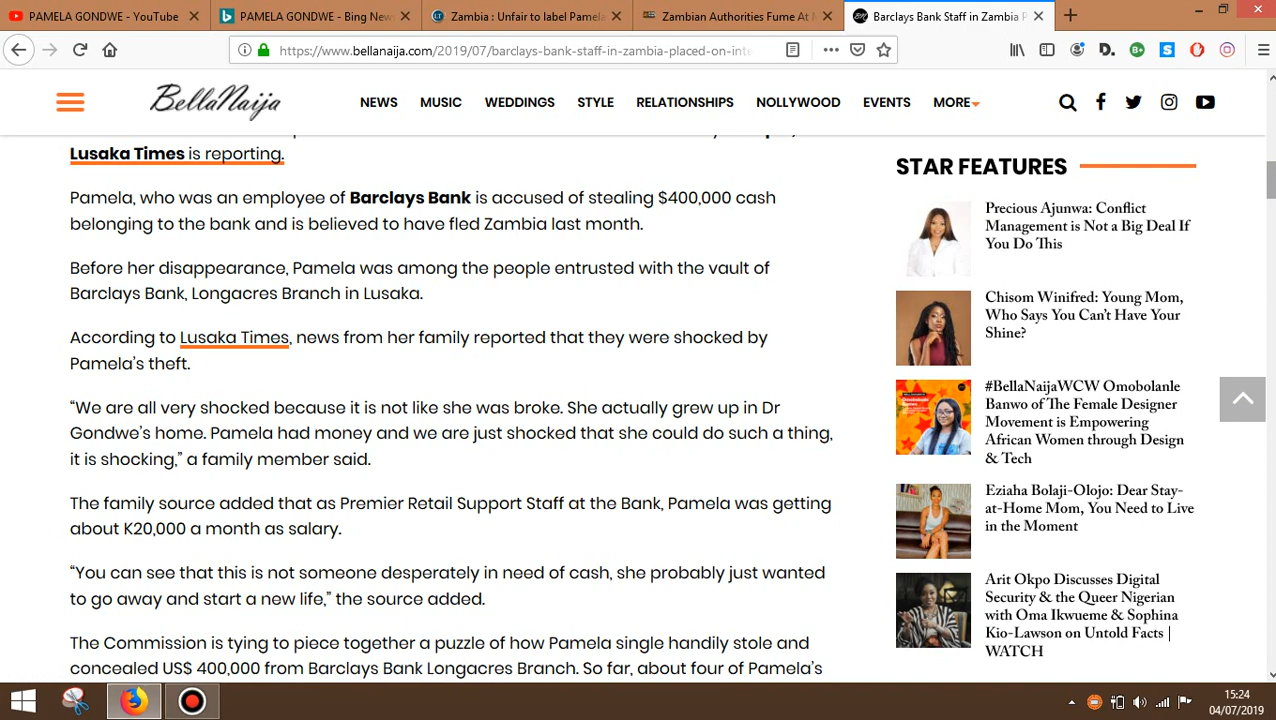 PAMELA GONDWE - YouTube
PAMELA GONDWE - Bing News
Zambia : Unfair to label Pamela
Zambian Authorities Fume At M
Barclays Bank Staff in Zambia P
https://www.bellanaija.com/2019/07/barclays-bank-staff-in-zambia-placed-on-inte
BellaNaija
NEWS MUSIC WEDDINGS STYLE RELATIONSHIPS NOLLYWOOD EVENTS MORE
Lusaka Times is reporting.
Pamela, who was an employee of Barclays Bank is accused of stealing $400,000 cash
belonging to the bank and is believed to have fled Zambia last month.
Before her disappearance, Pamela was among the people entrusted with the vault of
Barclays Bank, Longacres Branch in Lusaka.
According to Lusaka Times, news from her family reported that they were shocked by
Pamela's theft.
“We are all very shocked because it is not like she was broke. She actually grew up in Dr
Gondwe's home. Pamela had money and we are just shocked that she could do such a thing,
it is shocking,” a family member said.
The family source added that as Premier Retail Support Staff at the Bank, Pamela was getting
about K20,000 a month as salary.
“You can see that this is not someone desperately in need of cash, she probably just wanted
to go away and start a new life,” the source added.
The Commission is tying to piece together a puzzle of how Pamela single handily stole and
concealed US$ 400,000 from Barclays Bank Longacres Branch. So far, about four of Pamela's
STAR FEATURES
Precious Ajunwa: Conflict
Management is Not a Big Deal If
You Do This
Chisom Winifred: Young Mom,
Who Says You Can't Have Your
Shine?
#BellaNaijaWCW Omobolanle
Banwo of The Female Designer
Movement is Empowering
African Women through Design
& Tech
Eziaha Bolaji-Olojo: Dear Stay-
at-Home Mom, You Need to Live
in the Moment
Arit Okpo Discusses Digital
Security & the Queer Nigerian
with Oma Ikwueme & Sophina
Kio-Lawson on Untold Facts |
WATCH
15:24
04/07/2019